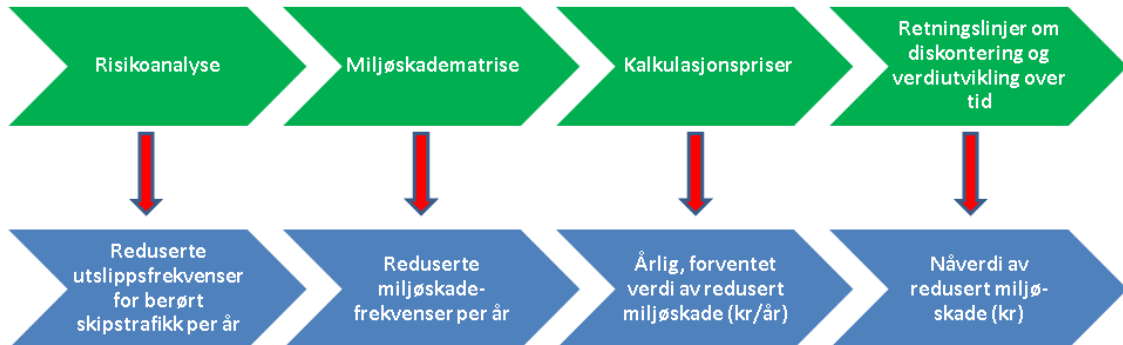 Risikoanalyse
Miljøskadematrise
Kalkulasjonspriser
Retningslinjer om
diskontering og
verdiutvikling over
tid
Reduserte
utslippsfrekvenser
for berørt
skipstrafikk per år
Reduserte
miljøskade-
frekvenser per år
Årlig, forventet
verdi av redusert
miljøskade (kr/år)
Nåverdi av
redusert miljø-
skade (kr)